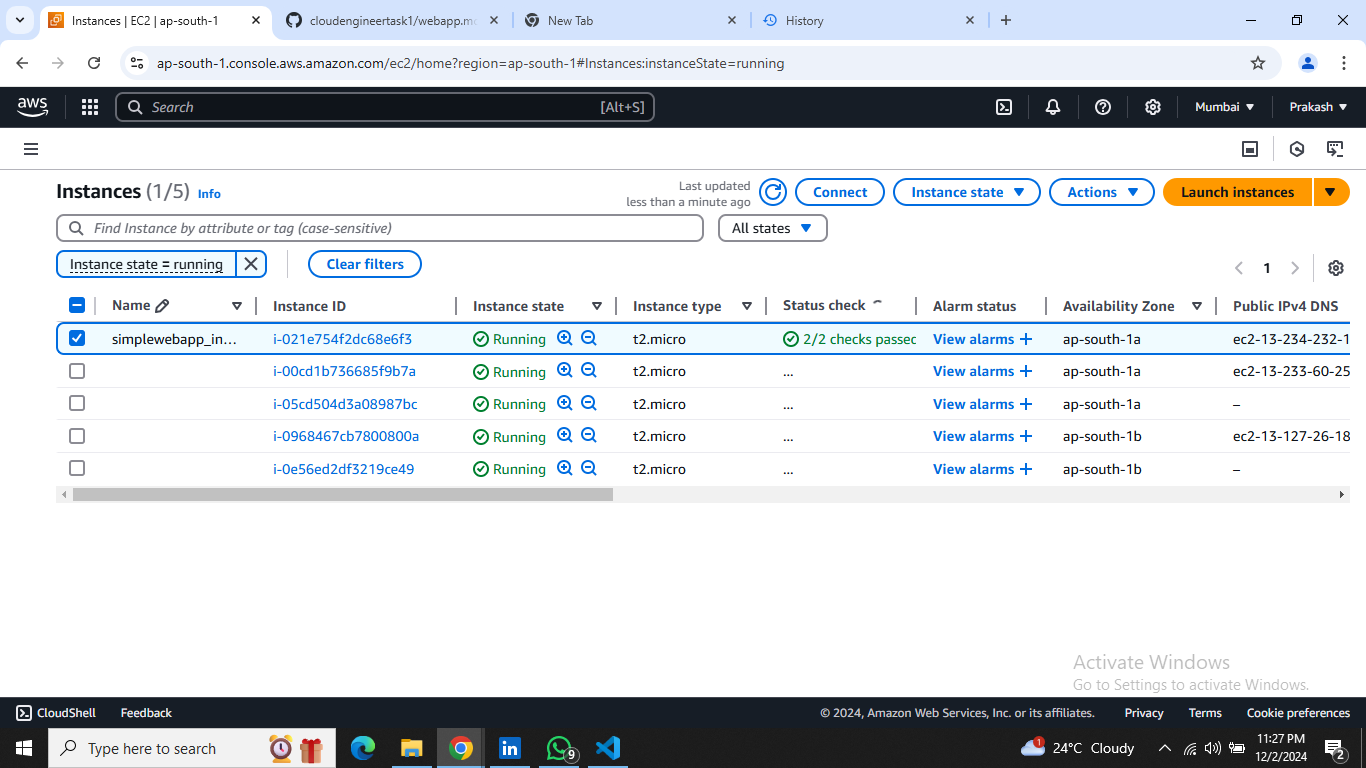 Instances | EC2 | ap-south-1
cloudengineertask1/webapp.md
New Tab
History
ap-south-1.console.aws.amazon.com/ec2/home?region=ap-south-1#Instances:instanceState=running
aws
Search
[Alt+S]
Mumbai
Prakash
Instances (1/5) Info
Last updated
less than a minute ago
Connect
Instance state
Actions
Launch instances
Find Instance by attribute or tag (case-sensitive)
All states
Instance state = running
Clear filters
1
Name Instance ID Instance state Instance type Status check Alarm status Availability Zone Public IPv4 DNS
simplewebapp_in... i-021e754f2dc68e6f3 Running t2.micro 2/2 checks passed View alarms + ap-south-1a ec2-13-234-232-1
i-00cd1b736685f9b7a Running t2.micro ... View alarms + ap-south-1a ec2-13-233-60-25
i-05cd504d3a08987bc Running t2.micro ... View alarms + ap-south-1a –
i-0968467cb7800800a Running t2.micro ... View alarms + ap-south-1b ec2-13-127-26-18
i-0e56ed2df3219ce49 Running t2.micro ... View alarms + ap-south-1b –
Activate Windows
Go to Settings to activate Windows.
CloudShell Feedback © 2024, Amazon Web Services, Inc. or its affiliates. Privacy Terms Cookie preferences
Type here to search
9
1
24°C Cloudy
11:27 PM
12/2/2024
2